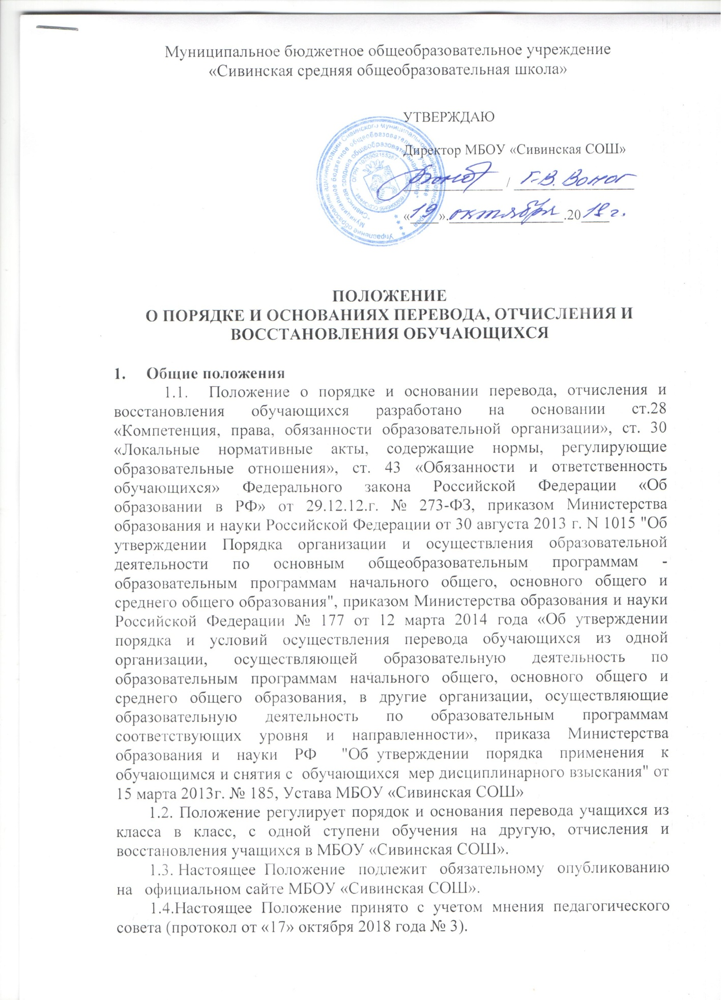 Муниципальное бюджетное общеобразовательное учреждение
«Сивинская средняя общеобразовательная школа»
УТВЕРЖДАЮ
Директор МБОУ «Сивинская СОШ»
/ Г.В.
«19».октября.2018г.
ПОЛОЖЕНИЕ
О ПОРЯДКЕ И ОСНОВАНИЯХ ПЕРЕВОДА, ОТЧИСЛЕНИЯ И
ВОССТАНОВЛЕНИЯ ОБУЧАЮЩИХСЯ
1. Общие положения
1.1. Положение о порядке и основании перевода, отчисления и
восстановления обучающихся разработано на основании ст.28
«Компетенция, права, обязанности образовательной организации», ст. 30
«Локальные нормативные акты, содержащие нормы, регулирующие
образовательные отношения», ст. 43 «Обязанности и ответственность
обучающихся» Федерального закона Российской Федерации «Об
образовании в РФ» от 29.12.12.г. № 273-ФЗ, приказом Министерства
образования и науки Российской Федерации от 30 августа 2013 г. N 1015 "Об
утверждении Порядка организации и осуществления образовательной
деятельности по основным общеобразовательным программам -
образовательным программам начального общего, основного общего и
среднего общего образования", приказом Министерства образования и науки
Российской Федерации № 177 от 12 марта 2014 года «Об утверждении
порядка и условий осуществления перевода обучающихся из одной
организации, осуществляющей образовательную деятельность по
образовательным программам начального общего, основного общего и
среднего общего образования, в другие организации, осуществляющие
образовательную деятельность по образовательным программам
соответствующих уровня и направленности», приказа Министерства
образования и науки РФ "Об утверждении порядка применения к
обучающимся и снятия с обучающихся мер дисциплинарного взыскания" от
15 марта 2013г. № 185, Устава МБОУ «Сивинская СОШ»
1.2. Положение регулирует порядок и основания перевода учащихся из
класса в класс, с одной ступени обучения на другую, отчисления и
восстановления учащихся в МБОУ «Сивинская СОШ».
1.3. Настоящее Положение подлежит обязательному опубликованию
на официальном сайте МБОУ «Сивинская СОШ».
1.4.Настоящее Положение принято с учетом мнения педагогического
совета (протокол от «17» октября 2018 года № 3).